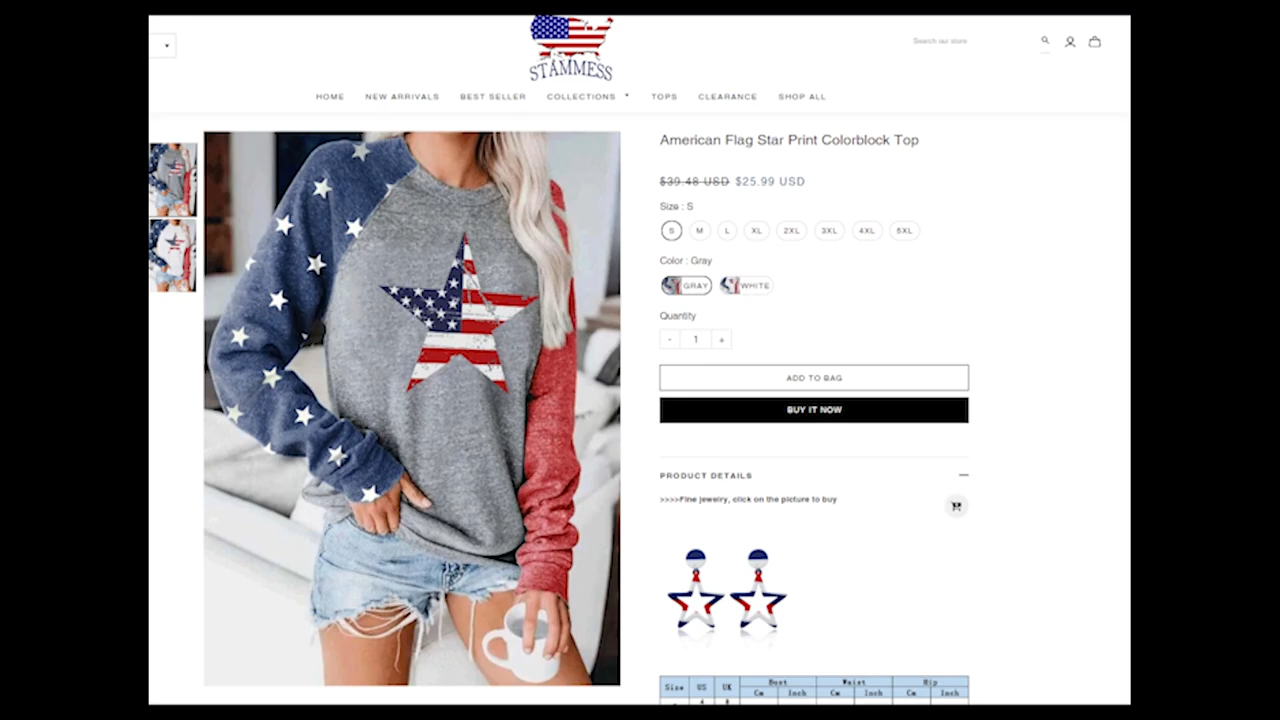 STAMMESS
Search our store
HOME NEW ARRIVALS BEST SELLER COLLECTIONS TOPS CLEARANCE SHOP ALL
American Flag Star Print Colorblock Top
$39.48 USD $25.99 USD
Size : S
S M L XL 2XL 3XL 4XL 5XL
Color : Gray
GRAY WHITE
Quantity
- 1 +
ADD TO BAG
BUY IT NOW
PRODUCT DETAILS
>>>>Fine jewelry, click on the picture to buy
Size US UK Bust Waist Hip
Cm Inch Cm Inch Cm Inch